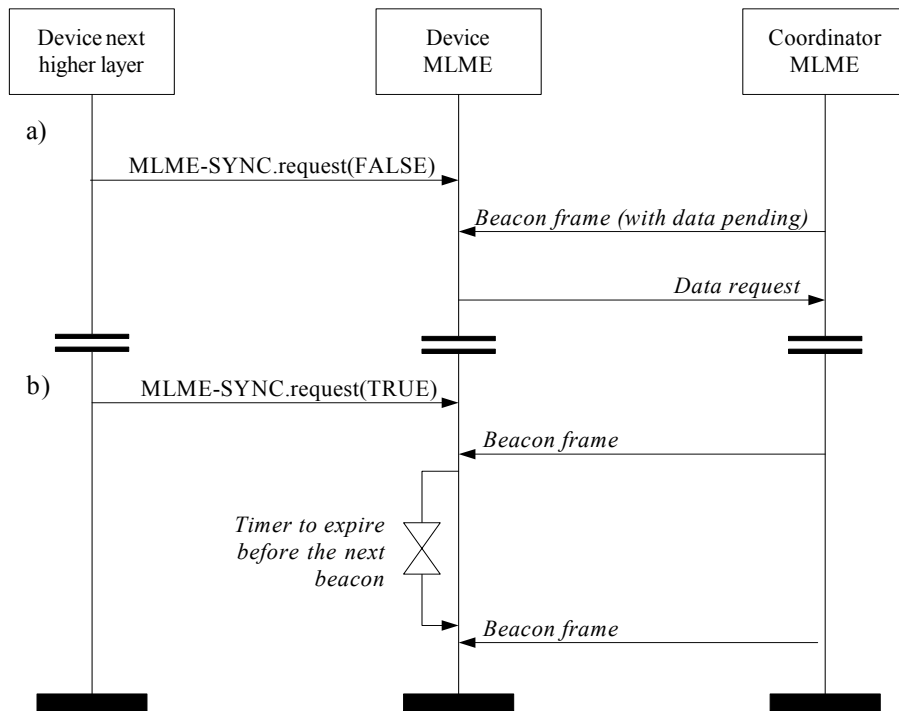 Device next
higher layer
Device
MLME
Coordinator
MLME
a)
MLME-SYNC.request(FALSE)
Beacon frame (with data pending)
Data request
b)
MLME-SYNC.request(TRUE)
Beacon frame
Timer to expire
before the next
beacon
Beacon frame